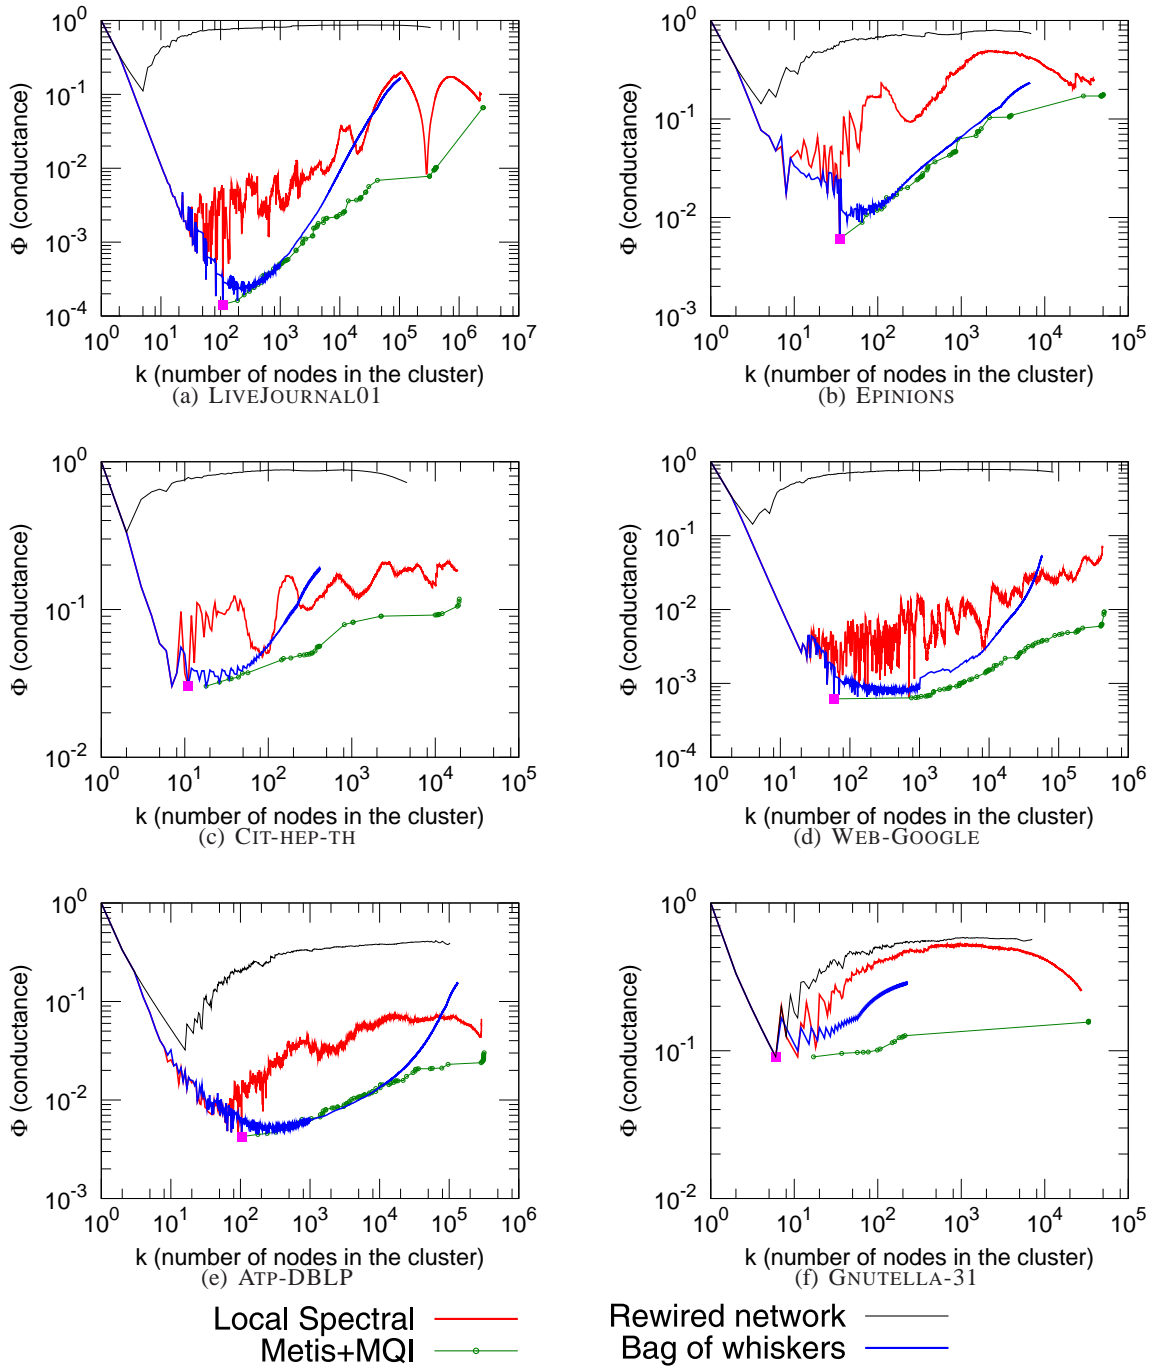 Φ (conductance)
10^0
10^-1
10^-2
10^-3
10^-4
10^0 10^1 10^2 10^3 10^4 10^5 10^6 10^7
k (number of nodes in the cluster)
(a) LIVEJOURNAL01
Φ (conductance)
10^0
10^-1
10^-2
10^-3
10^0 10^1 10^2 10^3 10^4 10^5
k (number of nodes in the cluster)
(b) EPINIONS
Φ (conductance)
10^0
10^-1
10^-2
10^0 10^1 10^2 10^3 10^4 10^5
k (number of nodes in the cluster)
(c) CIT-HEP-TH
Φ (conductance)
10^0
10^-1
10^-2
10^-3
10^-4
10^0 10^1 10^2 10^3 10^4 10^5 10^6
k (number of nodes in the cluster)
(d) WEB-GOOGLE
Φ (conductance)
10^0
10^-1
10^-2
10^-3
10^0 10^1 10^2 10^3 10^4 10^5 10^6
k (number of nodes in the cluster)
(e) ATP-DBLP
Φ (conductance)
10^0
10^-1
10^-2
10^0 10^1 10^2 10^3 10^4 10^5
k (number of nodes in the cluster)
(f) GNUTELLA-31
Local Spectral
Metis+MQI
Rewired network
Bag of whiskers